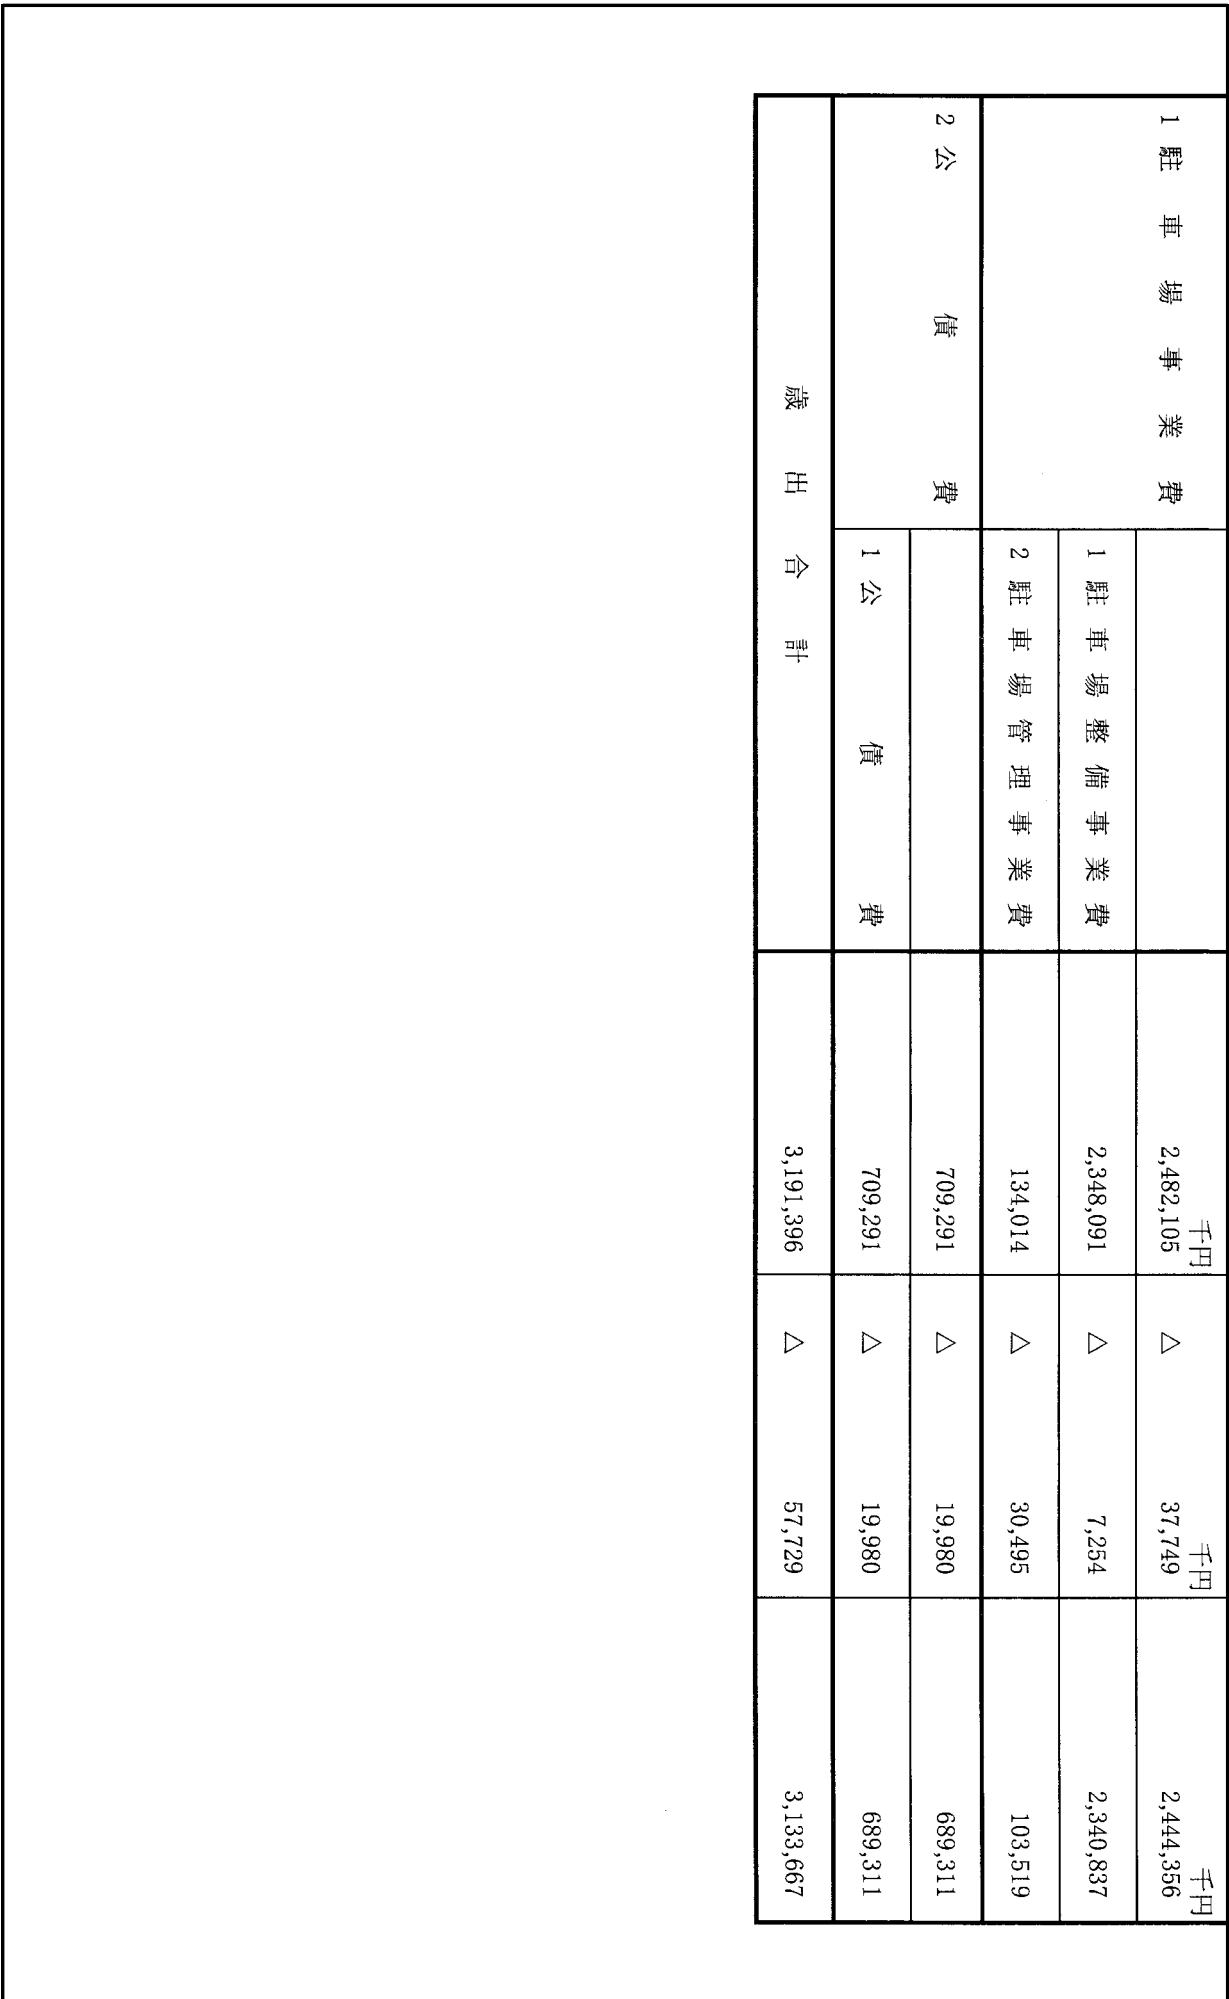 千円 千円 千円
1 駐車場事業費 2,482,105 △ 37,749 2,444,356
1 駐車場整備事業費 2,348,091 △ 7,254 2,340,837
2 駐車場管理事業費 134,014 △ 30,495 103,519
2 公債費 709,291 △ 19,980 689,311
1 公債費 709,291 △ 19,980 689,311
歳出合計 3,191,396 △ 57,729 3,133,667